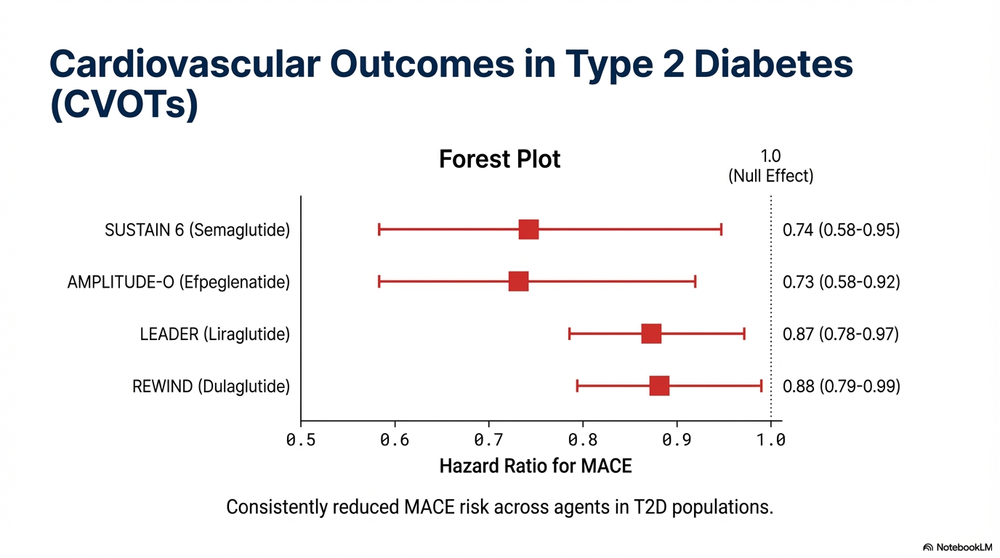 Cardiovascular Outcomes in Type 2 Diabetes
(CVOTs)
Forest Plot
1.0
(Null Effect)
SUSTAIN 6 (Semaglutide)
0.74 (0.58-0.95)
AMPLITUDE-O (Efpeglenatide)
0.73 (0.58-0.92)
LEADER (Liraglutide)
0.87 (0.78-0.97)
REWIND (Dulaglutide)
0.88 (0.79-0.99)
0.5 0.6 0.7 0.8 0.9 1.0
Hazard Ratio for MACE
Consistently reduced MACE risk across agents in T2D populations.
NotebookLM